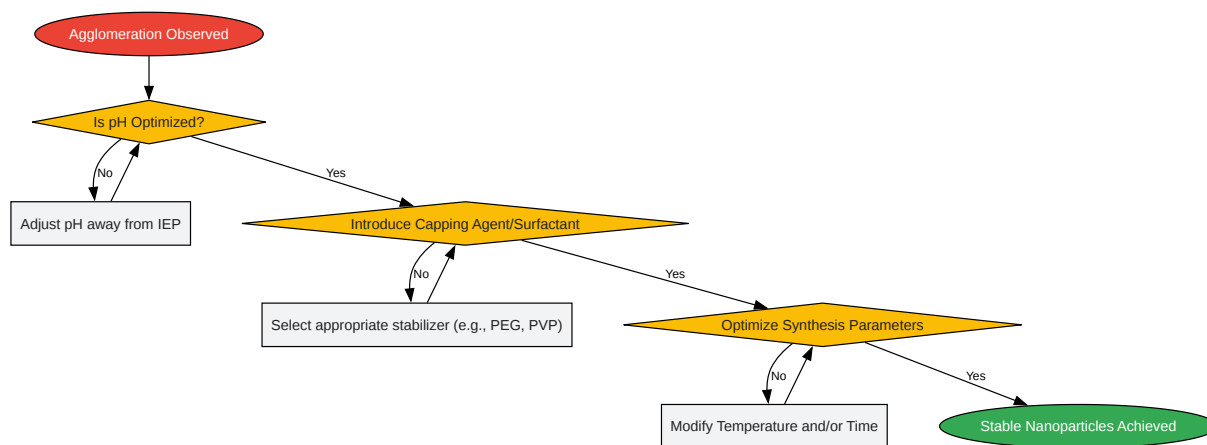 Agglomeration Observed
Is pH Optimized?
No
Yes
Adjust pH away from IEP
Introduce Capping Agent/Surfactant
No
Yes
Select appropriate stabilizer (e.g., PEG, PVP)
Optimize Synthesis Parameters
No
Yes
Modify Temperature and/or Time
Stable Nanoparticles Achieved